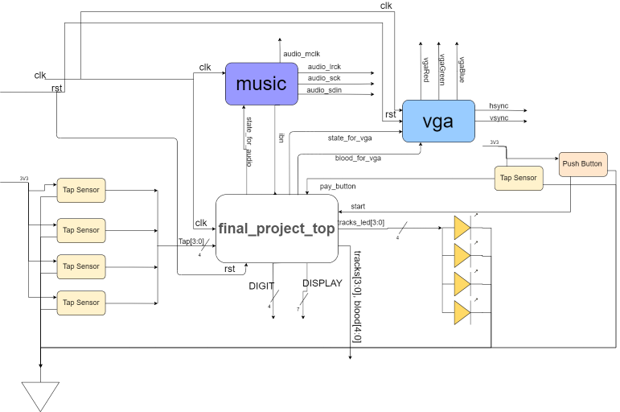 clk
audio_mclk
clk
clk
audio_lrck
audio_sck
audio_sdin
music
rst
vgaRed
vgaGreen
vgaBlue
hsync
vsync
rst
vga
state_for_audio
ibn
state_for_vga
blood_for_vga
3V3
Push Button
Tap Sensor
pay_button
3V3
Tap Sensor
Tap Sensor
Tap Sensor
Tap Sensor
start
clk
final_project_top
tracks_led[3:0]
4
Tap[3:0]
4
rst
DIGIT
4
DISPLAY
7
tracks[3:0], blood[4:0]